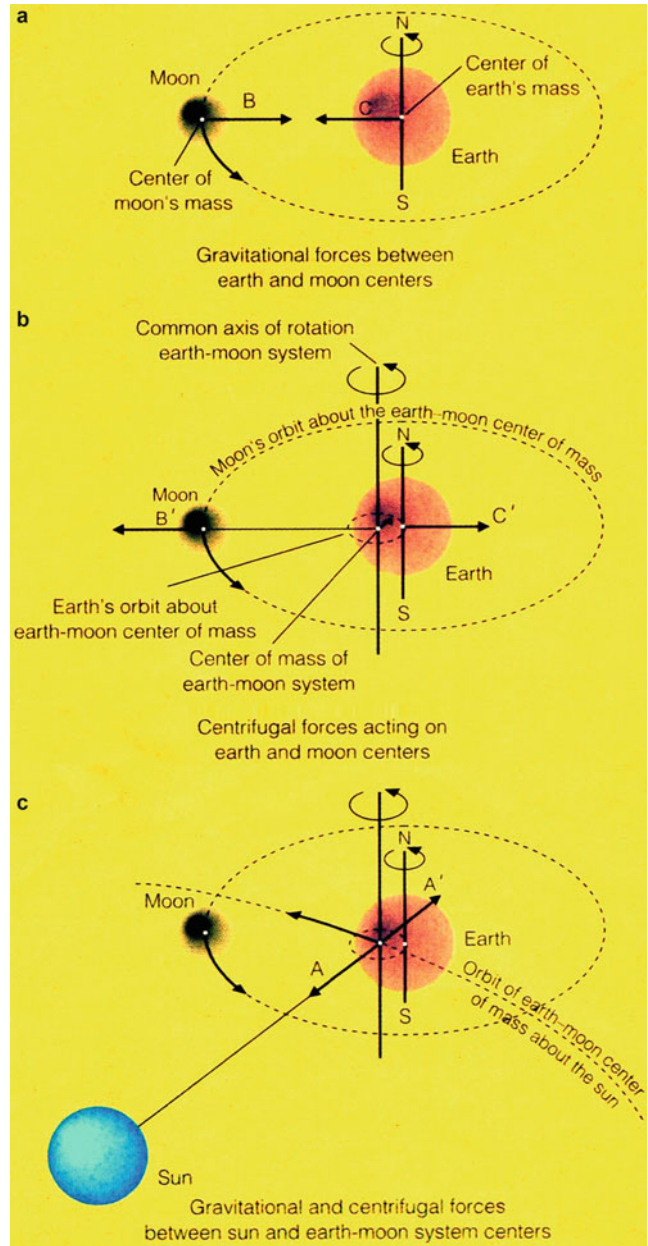 a
N
Moon
Center of
earth's mass
B
C
Earth
Center of
moon's mass
S
Gravitational forces between
earth and moon centers
b
Common axis of rotation
earth-moon system
Moon's orbit about the earth-moon center of mass
N
Moon
B′
C′
Earth
S
Earth's orbit about
earth-moon center of mass
Center of mass of
earth-moon system
Centrifugal forces acting on
earth and moon centers
c
N
A′
Moon
Earth
A
Orbit of earth-moon center
of mass about the sun
S
Sun
Gravitational and centrifugal forces
between sun and earth-moon system centers